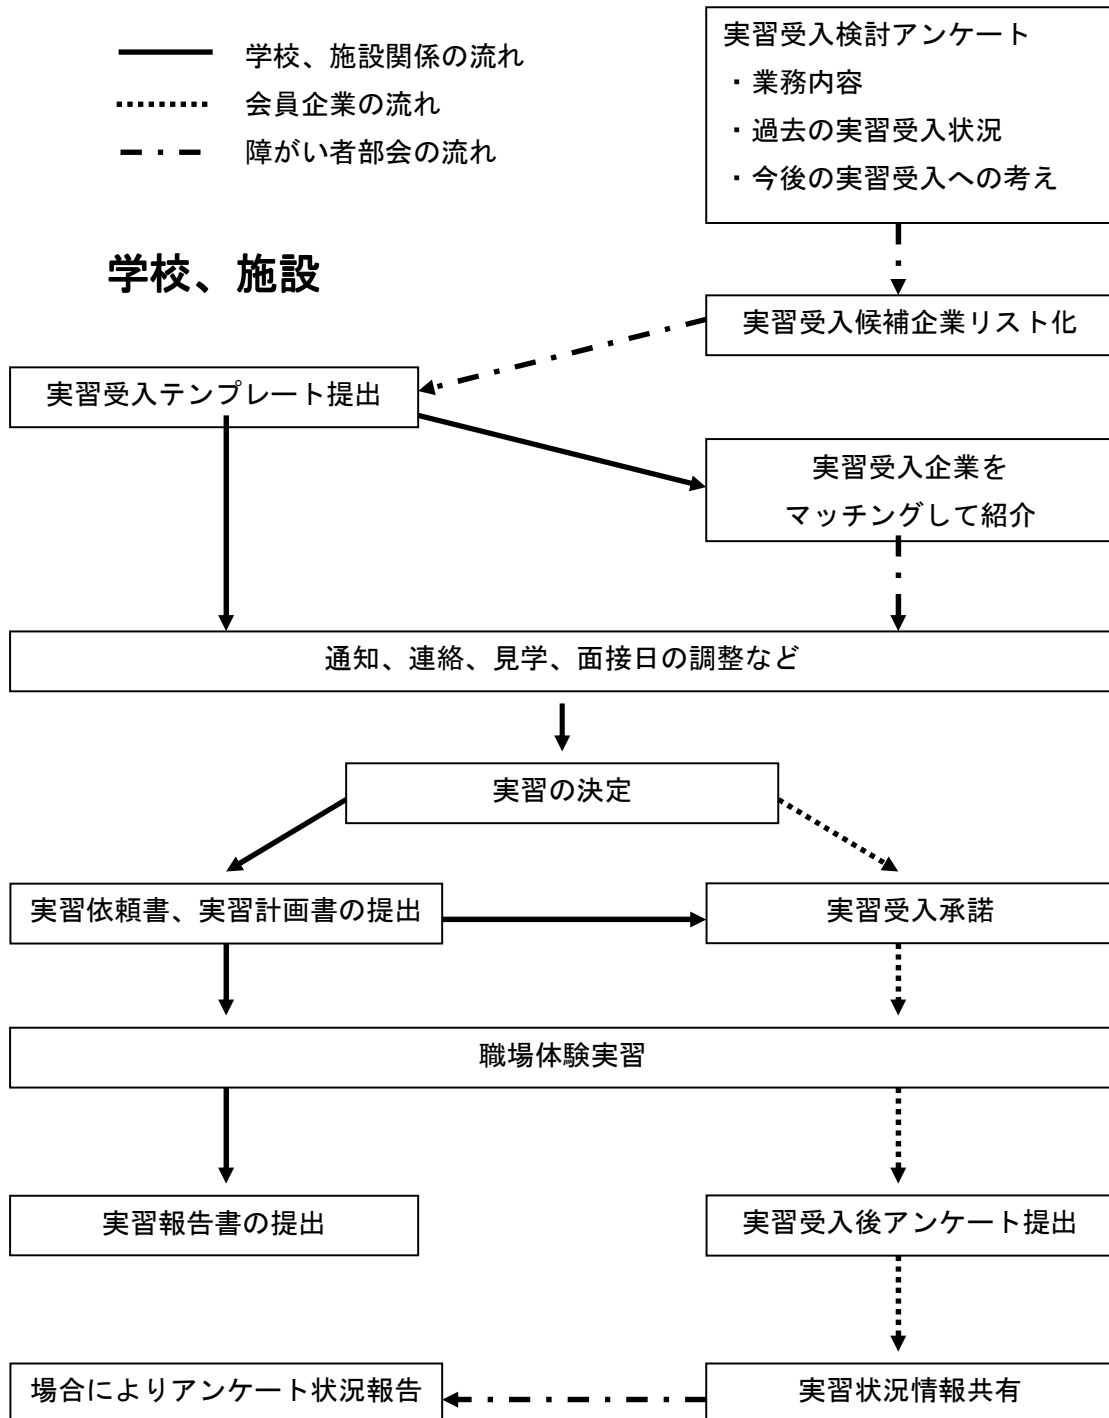 学校、施設関係の流れ
会員企業の流れ
障がい者部会の流れ
実習受入検討アンケート
・業務内容
・過去の実習受入状況
・今後の実習受入への考え
学校、施設
実習受入候補企業リスト化
実習受入テンプレート提出
実習受入企業を
マッチングして紹介
通知、連絡、見学、面接日の調整など
実習の決定
実習依頼書、実習計画書の提出
実習受入承諾
職場体験実習
実習報告書の提出
実習受入後アンケート提出
場合によりアンケート状況報告
実習状況情報共有